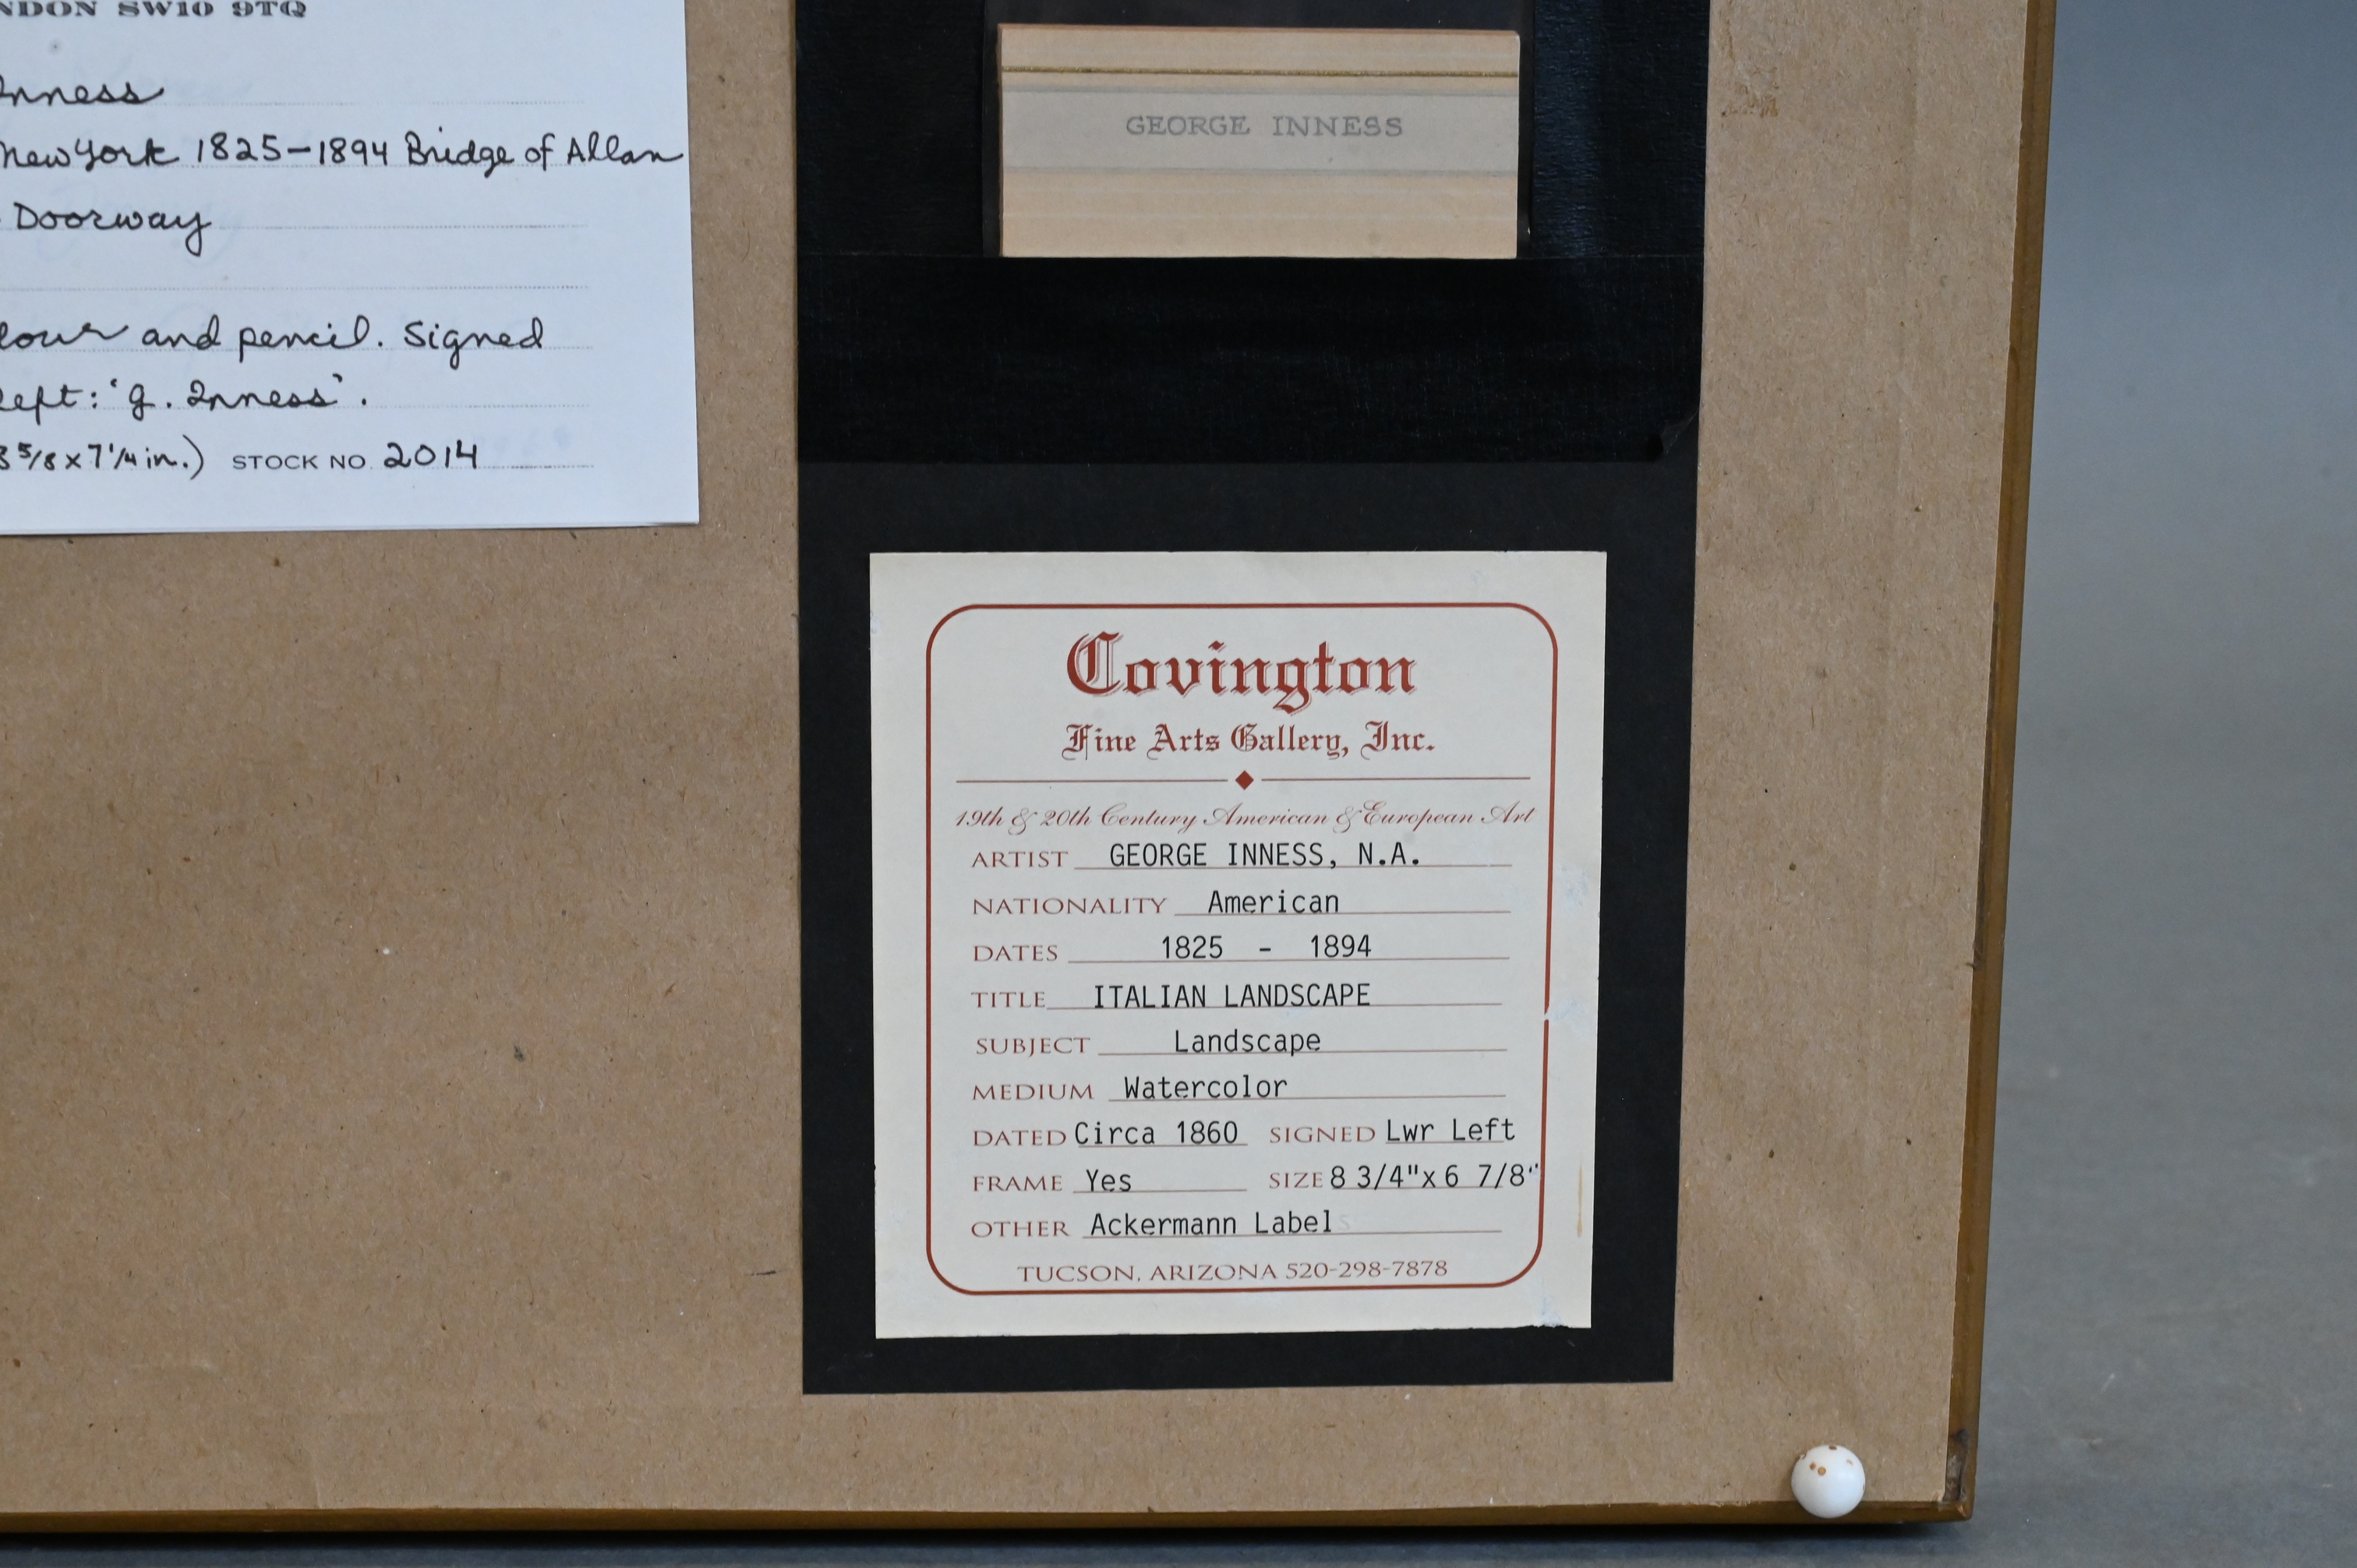 NDON SW10 9TQ
Inness
New York 1825-1894 Bridge of Allan
Doorway
lour and pencil. Signed
left: 'G. Inness'.
3 5/8 x 7 1/4 in.) STOCK NO. 2014
GEORGE INNESS
Covington
Fine Arts Gallery, Inc.
19th & 20th Century American & European Art
ARTIST GEORGE INNESS, N.A.
NATIONALITY American
DATES 1825 - 1894
TITLE ITALIAN LANDSCAPE
SUBJECT Landscape
MEDIUM Watercolor
DATED Circa 1860 SIGNED Lwr Left
FRAME Yes SIZE 8 3/4"x 6 7/8"
OTHER Ackermann Label
TUCSON, ARIZONA 520-298-7878